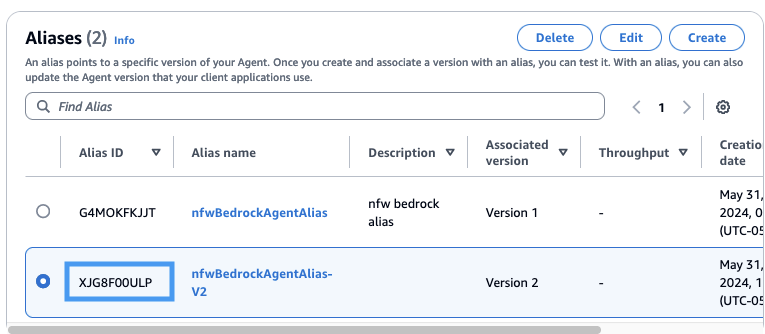 Aliases (2) Info
Delete
Edit
Create
An alias points to a specific version of your Agent. Once you create and associate a version with an alias, you can test it. With an alias, you can also
update the Agent version that your client applications use.
Find Alias
1
Alias ID
Alias name
Description
Associated
version
Throughput
Creatio
date
G4MOKFKJJT
nfwBedrockAgentAlias
nfw bedrock
alias
Version 1
-
May 31,
2024, 0
(UTC-05
XJG8F00ULP
nfwBedrockAgentAlias-
V2
Version 2
-
May 31,
2024, 1
(UTC-05